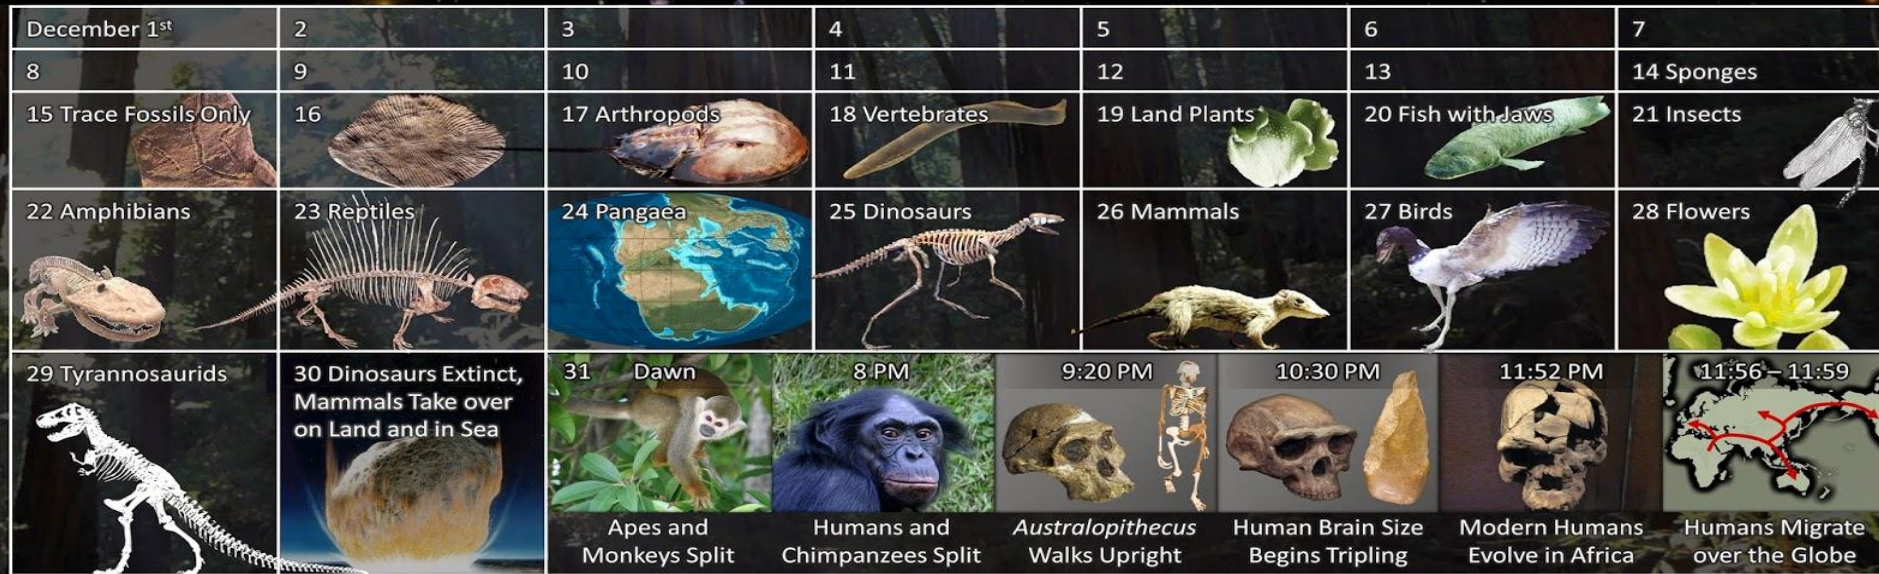 December 1st
2
3
4
5
6
7
8
9
10
11
12
13
14 Sponges
15 Trace Fossils Only
16
17 Arthropods
18 Vertebrates
19 Land Plants
20 Fish with Jaws
21 Insects
22 Amphibians
23 Reptiles
24 Pangaea
25 Dinosaurs
26 Mammals
27 Birds
28 Flowers
29 Tyrannosaurids
30 Dinosaurs Extinct,
Mammals Take over
on Land and in Sea
31 Dawn
Apes and
Monkeys Split
8 PM
Humans and
Chimpanzees Split
9:20 PM
Australopithecus
Walks Upright
10:30 PM
Human Brain Size
Begins Tripling
11:52 PM
Modern Humans
Evolve in Africa
11:56 – 11:59
Humans Migrate
over the Globe